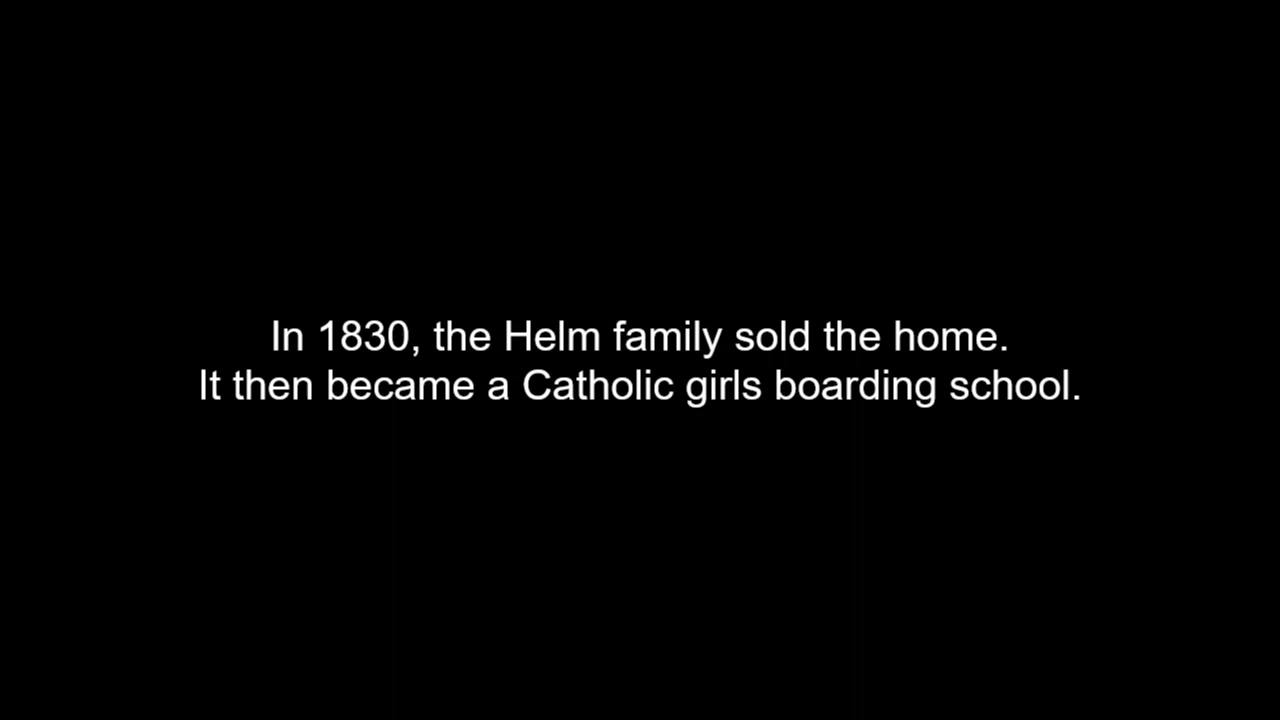 In 1830, the Helm family sold the home.
It then became a Catholic girls boarding school.